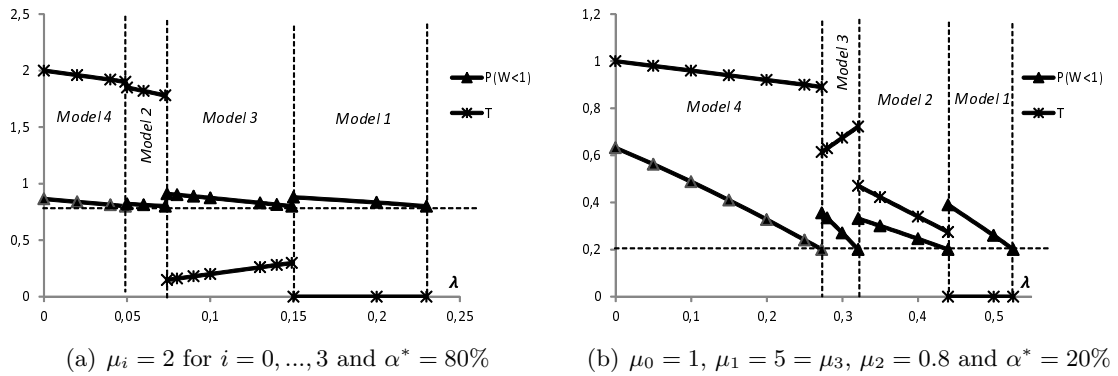 2,5
2
1,5
1
0,5
0
0
0,05
0,1
0,15
0,2
0,25
Model 4
Model 2
Model 3
Model 1
P(W<1)
T
λ
(a) μᵢ = 2 for i = 0, ..., 3 and α* = 80%
1,2
1
0,8
0,6
0,4
0,2
0
0
0,1
0,2
0,3
0,4
0,5
Model 4
Model 3
Model 2
Model 1
P(W<1)
T
λ
(b) μ₀ = 1, μ₁ = 5 = μ₃, μ₂ = 0.8 and α* = 20%